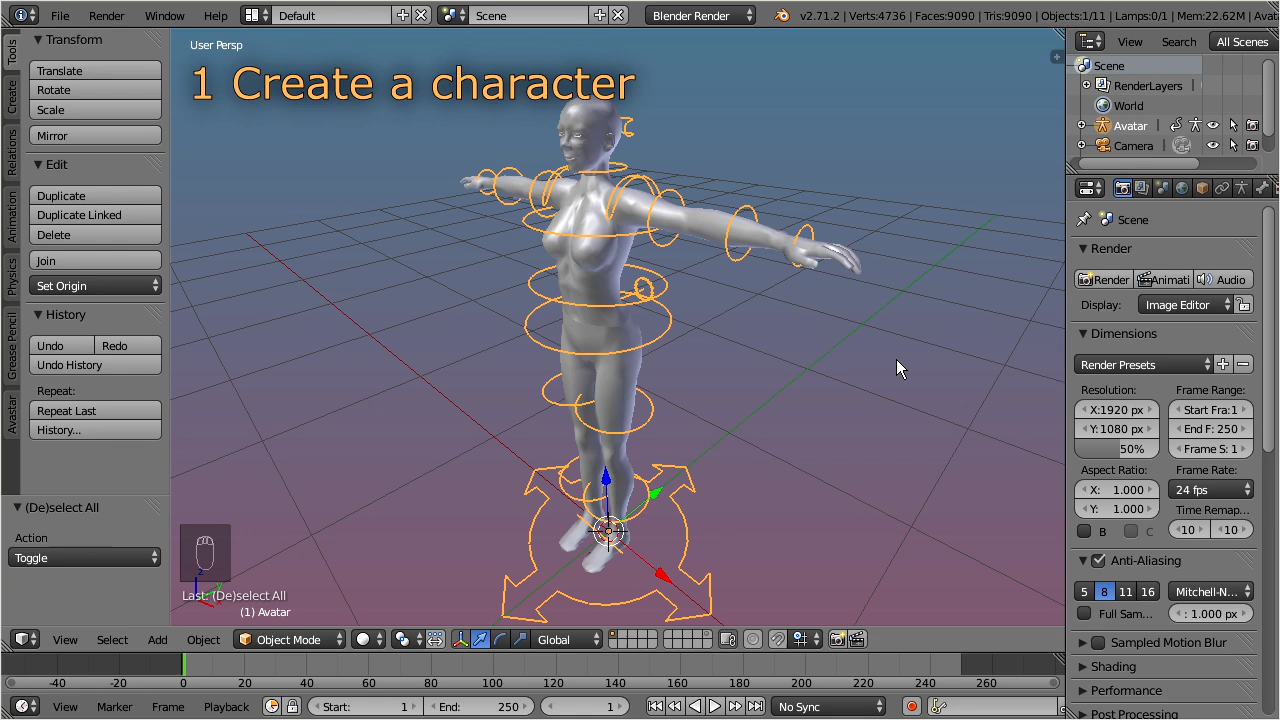 File Render Window Help Default Scene Blender Render v2.71.2 | Verts:4736 | Faces:9090 | Tris:9090 | Objects:1/11 | Lamps:0/1 | Mem:22.62M | Avat
Tools
Create
Relations
Animation
Physics
Grease Pencil
Avastar
Transform
Translate
Rotate
Scale
Mirror
Edit
Duplicate
Duplicate Linked
Delete
Join
Set Origin
History
Undo Redo
Undo History
Repeat:
Repeat Last
History...
(De)select All
Action
Toggle
User Persp
1 Create a character
Last: (De)select All
(1) Avatar
View Select Add Object Object Mode Global
View Search All Scenes
Scene
RenderLayers
World
Avatar
Camera
Scene
Render
Render Animati Audio
Display: Image Editor
Dimensions
Render Presets
Resolution: Frame Range:
X:1920 px Start Fra:1
Y:1080 px End F: 250
50% Frame S: 1
Aspect Ratio: Frame Rate:
X: 1.000 24 fps
Y: 1.000 Time Remap...
B C 10 10
Anti-Aliasing
5 8 11 16 Mitchell-N...
Full Sam... : 1.000 px
Sampled Motion Blur
Shading
Performance
Post Processing
-40 -20 0 20 40 60 80 100 120 140 160 180 200 220 240 260
View Marker Frame Playback Start: 1 End: 250 1 No Sync